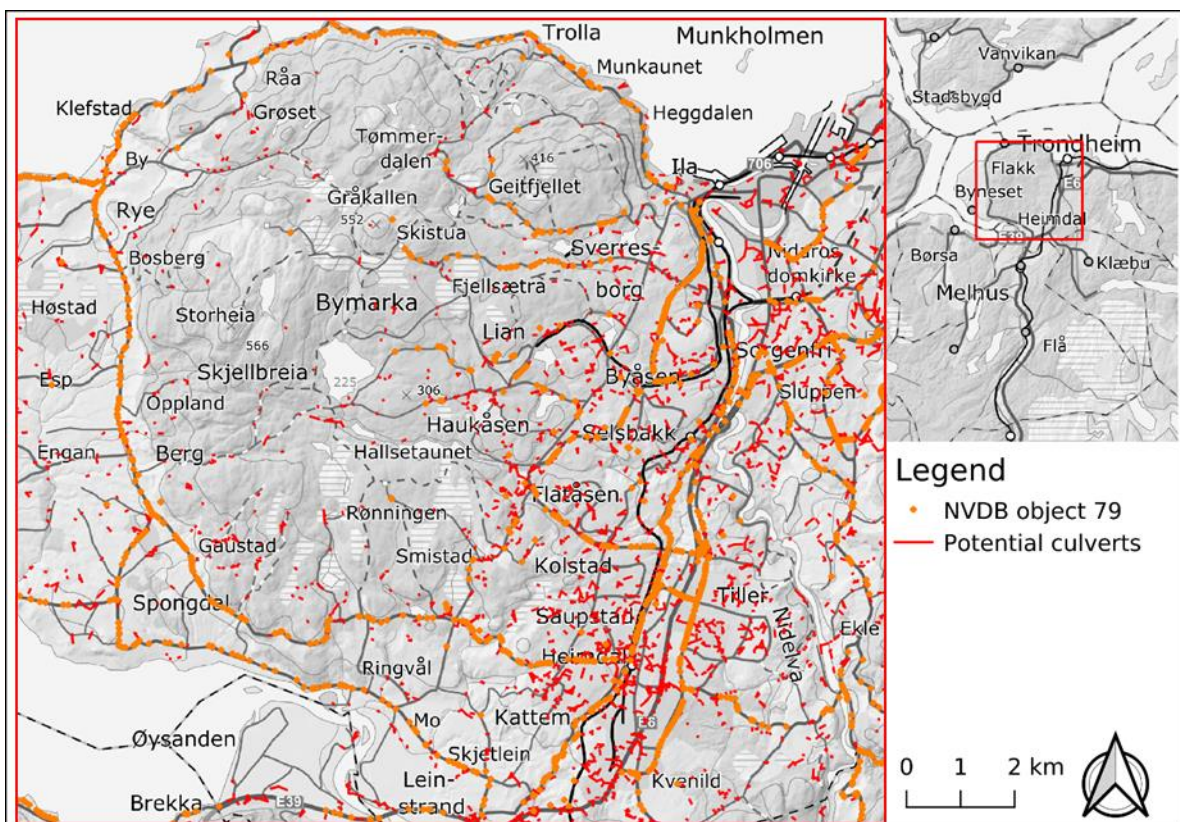 Trolla
Munkholmen
Råa
Munkaunet
Klefstad
Grøset
Heggdalen
Tømmer-
dalen
By
416
706
Ila
Geitfjellet
Gråkallen
Rye
552
Skistua
Sverres-
borg
Nidaros
domkirke
Bosberg
Fjellsætra
Høstad
Bymarka
Storheia
Lian
566
Sorgenfri
Skjellbreia
Byåsen
Esp
225
306
Sluppen
Oppland
Haukåsen
Selsbakk
Engan
Berg
Hallsetaunet
Flatåsen
Rønningen
Gaustad
Smistad
Kolstad
Tiller
Spongdal
Saupstad
Nidelva
Ekle
Heimdal
Ringvål
Mo
Kattem
E6
Øysanden
Skjetlein
Kvenild
Lein-
strand
Brekka
E39
Vanvikan
Stadsbygd
Trondheim
Flakk
E6
Byneset
Heimdal
E39
Børsa
Klæbu
Melhus
Flå
Legend
NVDB object 79
Potential culverts
0 1 2 km